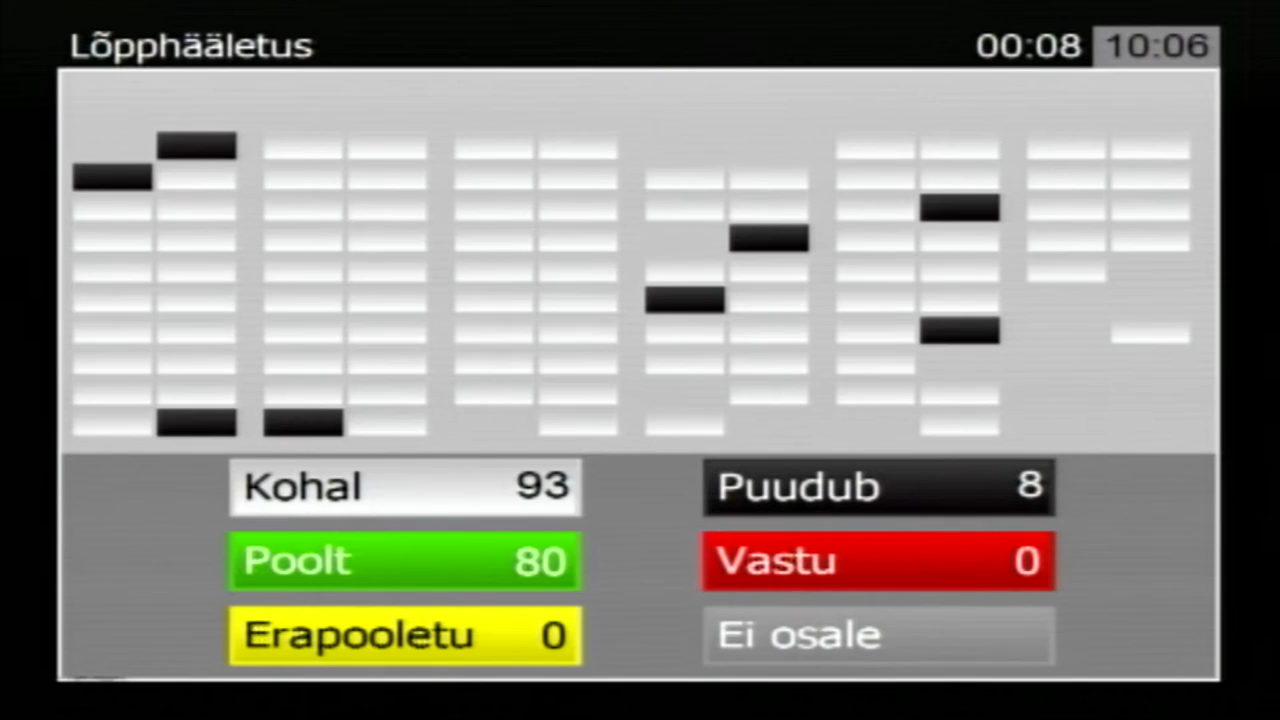 Lõpphääletus 00:08 10:06
Kohal 93 Puudub 8
Poolt 80 Vastu 0
Erapooletu 0 Ei osale